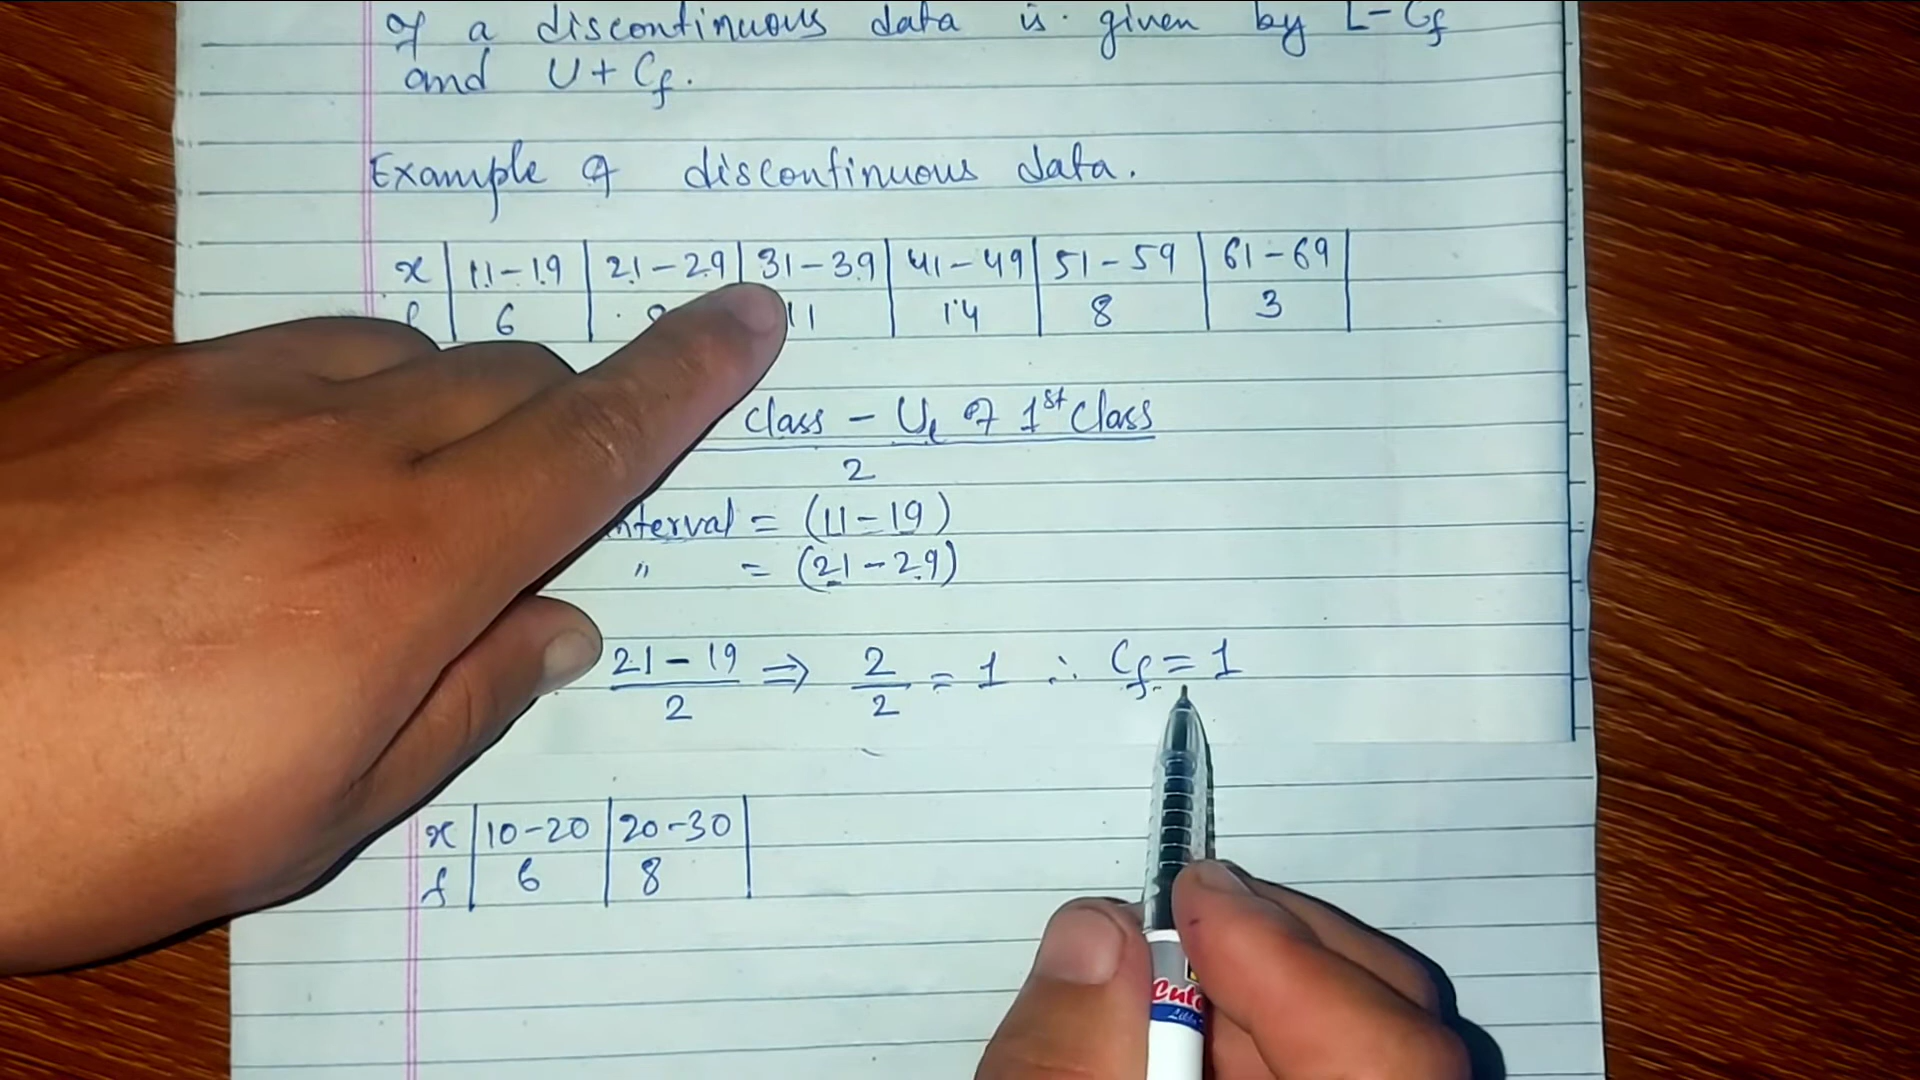 of a discontinuous data is given by L - Cf
and U + Cf.
Example of discontinuous data.
x 11-19 21-29 31-39 41-49 51-59 61-69
f 6 11 14 8 3
class - Ul of 1st Class
2
nterval = (11-19)
" = (21-29)
21-19 ⇒ 2 = 1 ∴ Cf = 1
2 2
x 10-20 20-30
f 6 8